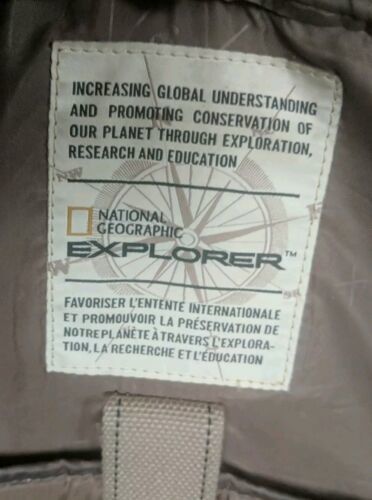 INCREASING GLOBAL UNDERSTANDING
AND PROMOTING CONSERVATION OF
OUR PLANET THROUGH EXPLORATION,
RESEARCH AND EDUCATION
NATIONAL
GEOGRAPHIC
EXPLORER™
FAVORISER L'ENTENTE INTERNATIONALE
ET PROMOUVOIR LA PRÉSERVATION DE
NOTRE PLANÈTE À TRAVERS L'EXPLORA-
TION, LA RECHERCHE ET L'ÉDUCATION